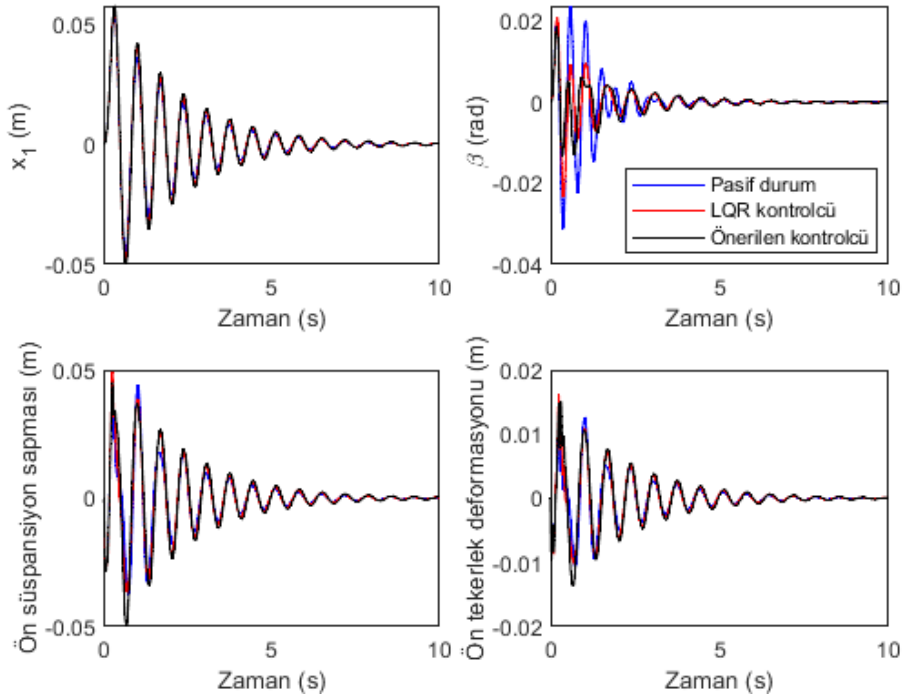 0.05
0
-0.05
x1 (m)
0
5
10
Zaman (s)
0.02
0
-0.02
-0.04
β (rad)
Pasif durum
LQR kontrolcü
Önerilen kontrolcü
0
5
10
Zaman (s)
0.05
0
-0.05
Ön süspansiyon sapması (m)
0
5
10
Zaman (s)
0.02
0.01
0
-0.01
-0.02
Ön tekerlek deformasyonu (m)
0
5
10
Zaman (s)